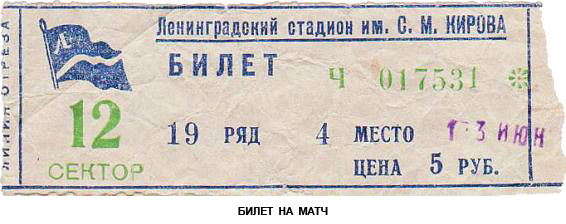 ЛИНИЯ ОТРЕЗА
Ленинградский стадион им. С. М. КИРОВА
БИЛЕТ Ч 017531 *
12
СЕКТОР
19 РЯД 4 МЕСТО 13 ИЮН
ЦЕНА 5 РУБ.
БИЛЕТ НА МАТЧ